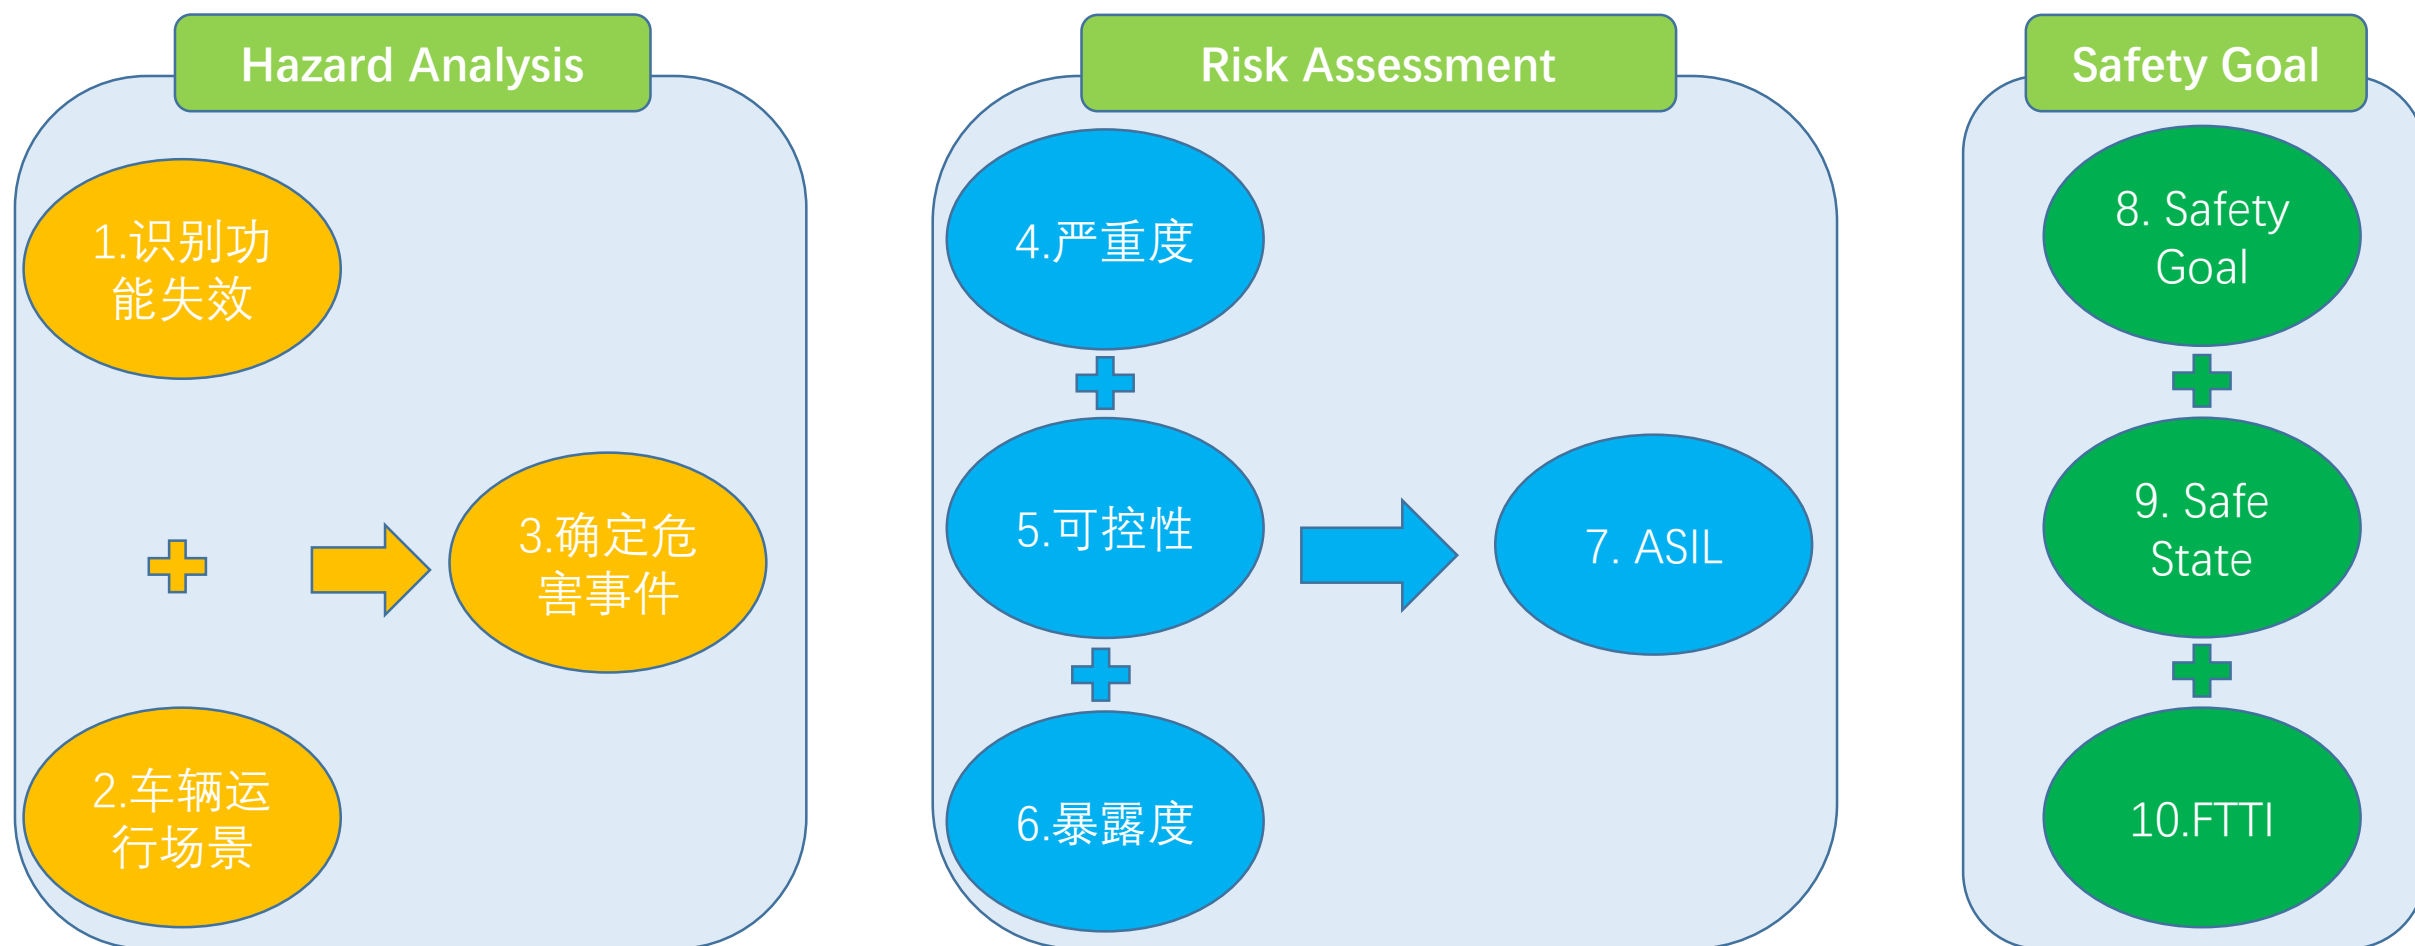 Hazard Analysis
1.识别功
能失效
2.车辆运
行场景
3.确定危
害事件
Risk Assessment
4.严重度
5.可控性
6.暴露度
7. ASIL
Safety Goal
8. Safety
Goal
9. Safe
State
10.FTTI